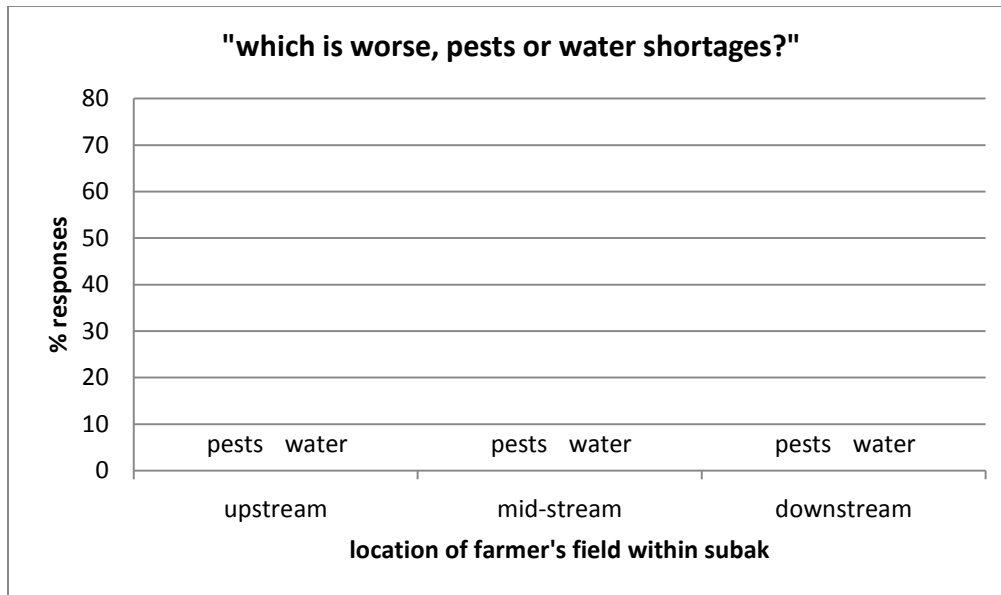 "which is worse, pests or water shortages?"
80
70
60
50
40
30
20
10
0
% responses
pests water pests water pests water
upstream mid-stream downstream
location of farmer's field within subak